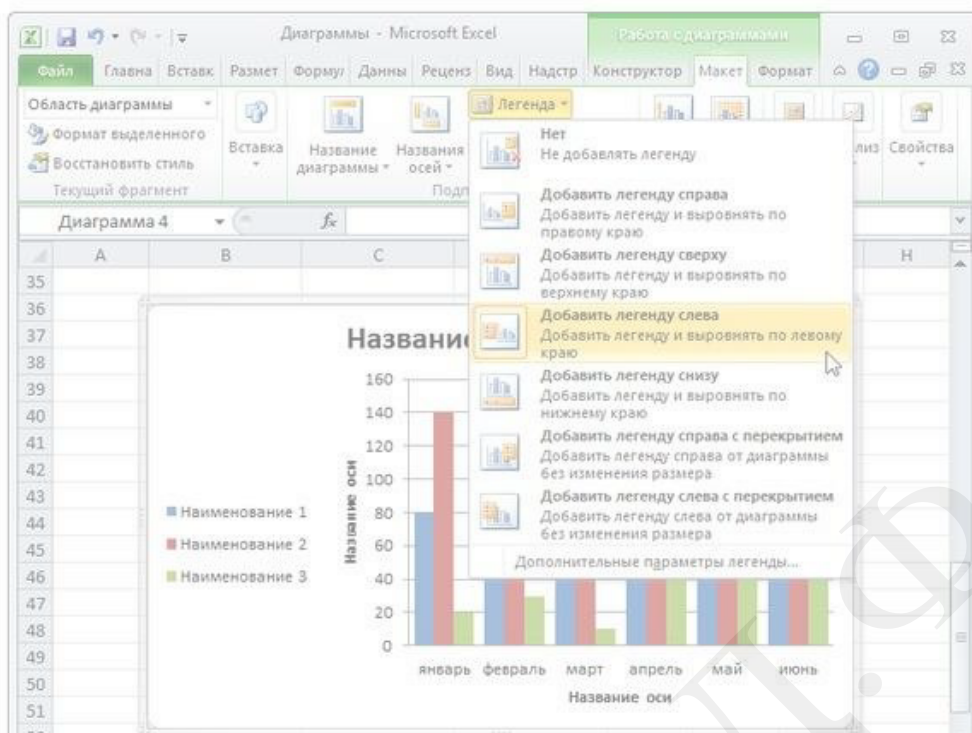 Диаграммы - Microsoft Excel
Работа с диаграммами
Файл Главна Вставк Размет Формул Данны Реценз Вид Надстр Конструктор Макет Формат
Область диаграммы
Формат выделенного
Восстановить стиль
Текущий фрагмент
Вставка
Название диаграммы
Названия осей
Легенда
лиз
Свойства
Подп
Диаграмма 4
fx
A B C H
35
36
37
38
39
40
41
42
43
44
45
46
47
48
49
50
51
Нет
Не добавлять легенду
Добавить легенду справа
Добавить легенду и выровнять по
правому краю
Добавить легенду сверху
Добавить легенду и выровнять по
верхнему краю
Добавить легенду слева
Добавить легенду и выровнять по левому
краю
Добавить легенду снизу
Добавить легенду и выровнять по
нижнему краю
Добавить легенду справа с перекрытием
Добавить легенду справа от диаграммы
без изменения размера
Добавить легенду слева с перекрытием
Добавить легенду слева от диаграммы
без изменения размера
Дополнительные параметры легенды...
Названи
160
140
120
100
80
60
40
20
0
Название оси
Наименование 1
Наименование 2
Наименование 3
январь февраль март апрель май июнь
Название оси